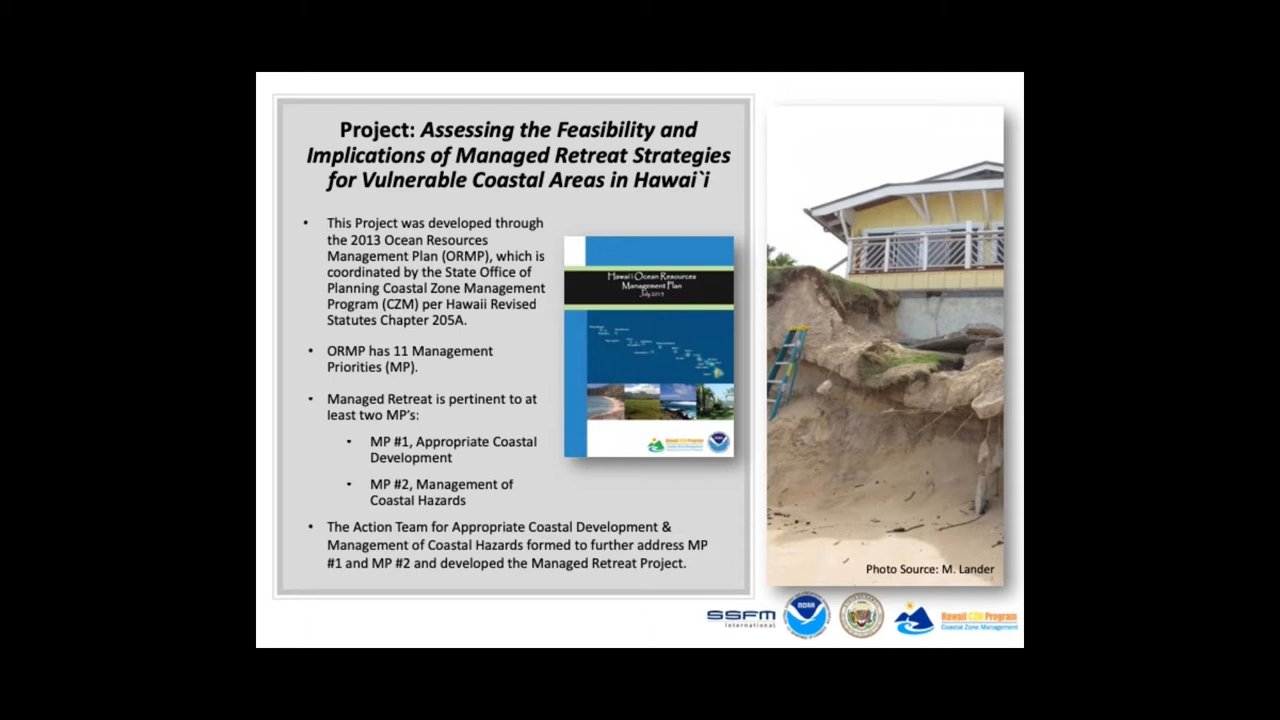 Project: Assessing the Feasibility and
Implications of Managed Retreat Strategies
for Vulnerable Coastal Areas in Hawai`i
• This Project was developed through
the 2013 Ocean Resources
Management Plan (ORMP), which is
coordinated by the State Office of
Planning Coastal Zone Management
Program (CZM) per Hawaii Revised
Statutes Chapter 205A.
• ORMP has 11 Management
Priorities (MP).
• Managed Retreat is pertinent to at
least two MP's:
• MP #1, Appropriate Coastal
Development
• MP #2, Management of
Coastal Hazards
• The Action Team for Appropriate Coastal Development &
Management of Coastal Hazards formed to further address MP
#1 and MP #2 and developed the Managed Retreat Project.
Hawai`i Ocean Resources
Management Plan
July 2013
Photo Source: M. Lander
SSFM
International
NOAA
Hawaii CZM Program
Coastal Zone Management